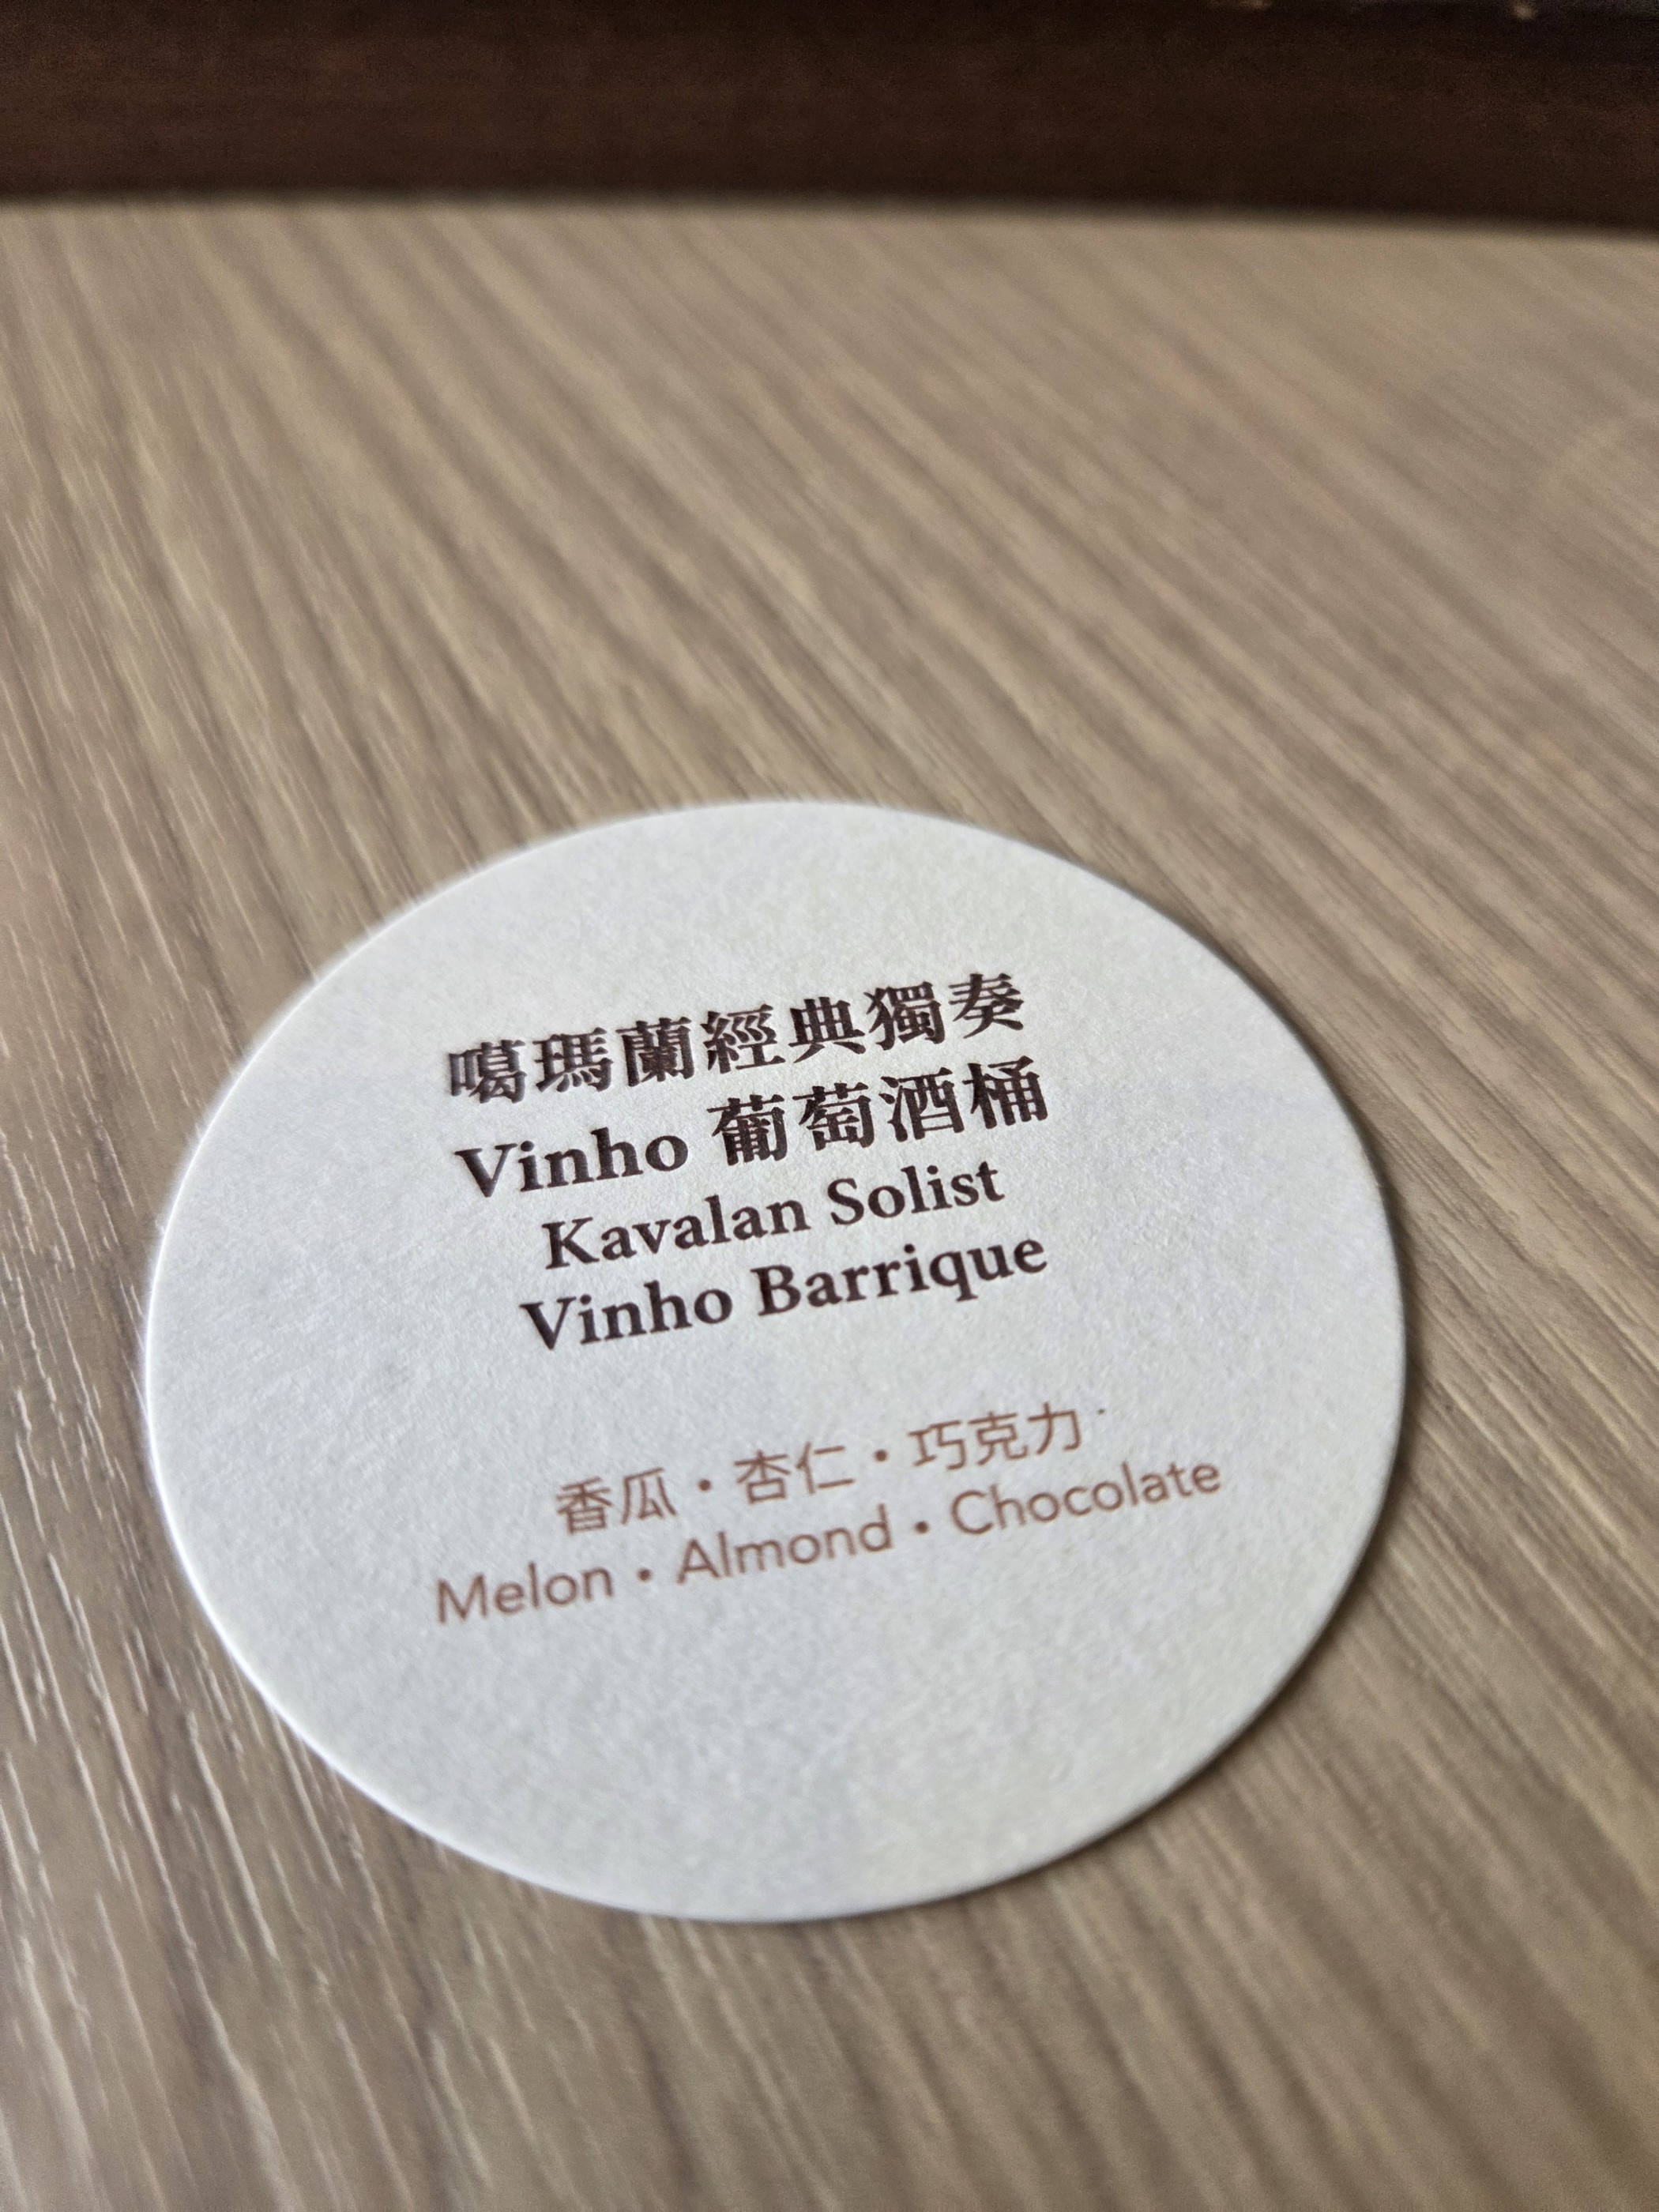 噶瑪蘭經典獨奏
Vinho 葡萄酒桶
Kavalan Solist
Vinho Barrique
香瓜・杏仁・巧克力
Melon・Almond・Chocolate